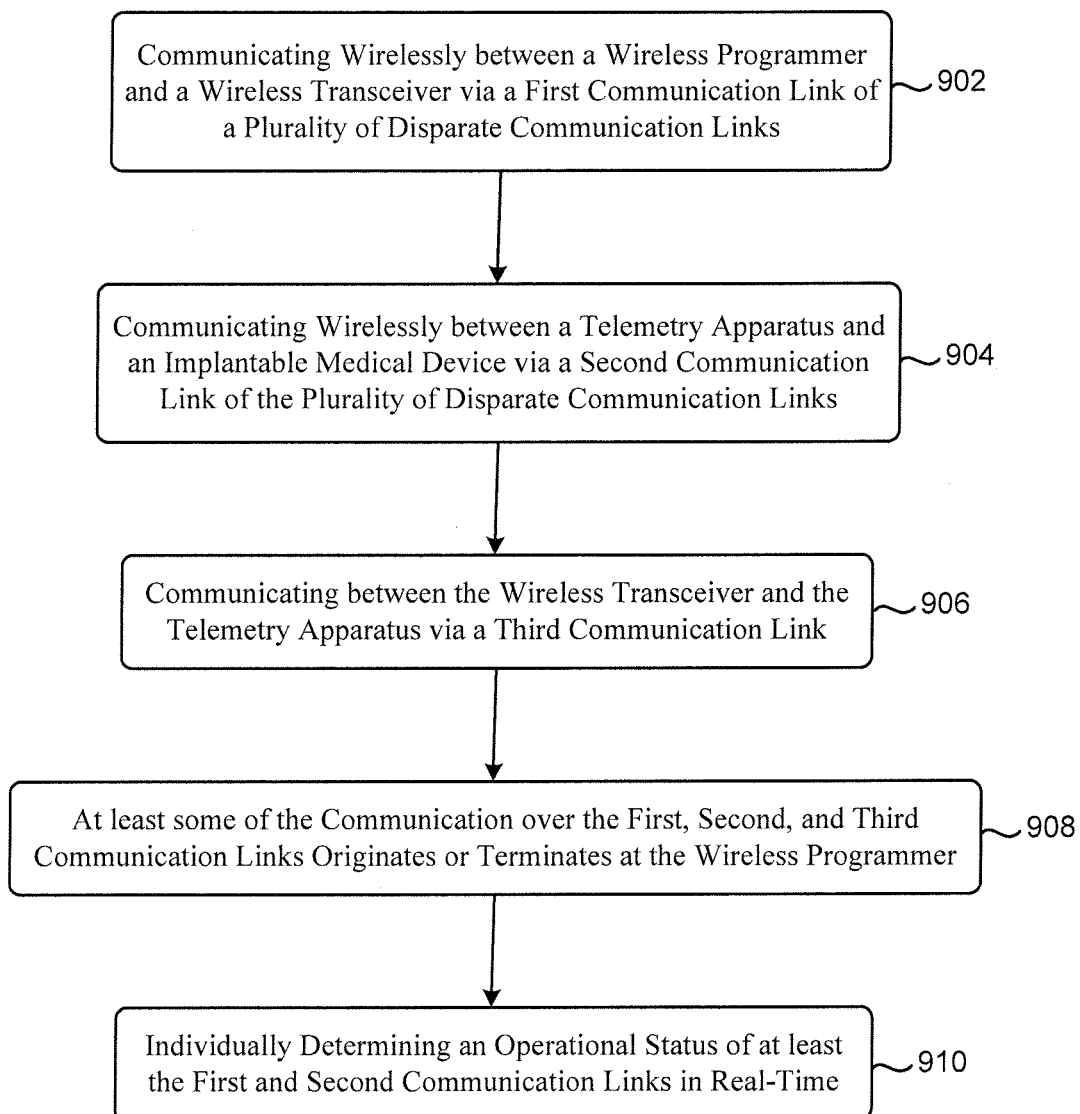 Communicating Wirelessly between a Wireless Programmer
and a Wireless Transceiver via a First Communication Link of
a Plurality of Disparate Communication Links
902
Communicating Wirelessly between a Telemetry Apparatus and
an Implantable Medical Device via a Second Communication
Link of the Plurality of Disparate Communication Links
904
Communicating between the Wireless Transceiver and the
Telemetry Apparatus via a Third Communication Link
906
At least some of the Communication over the First, Second, and Third
Communication Links Originates or Terminates at the Wireless Programmer
908
Individually Determining an Operational Status of at least
the First and Second Communication Links in Real-Time
910